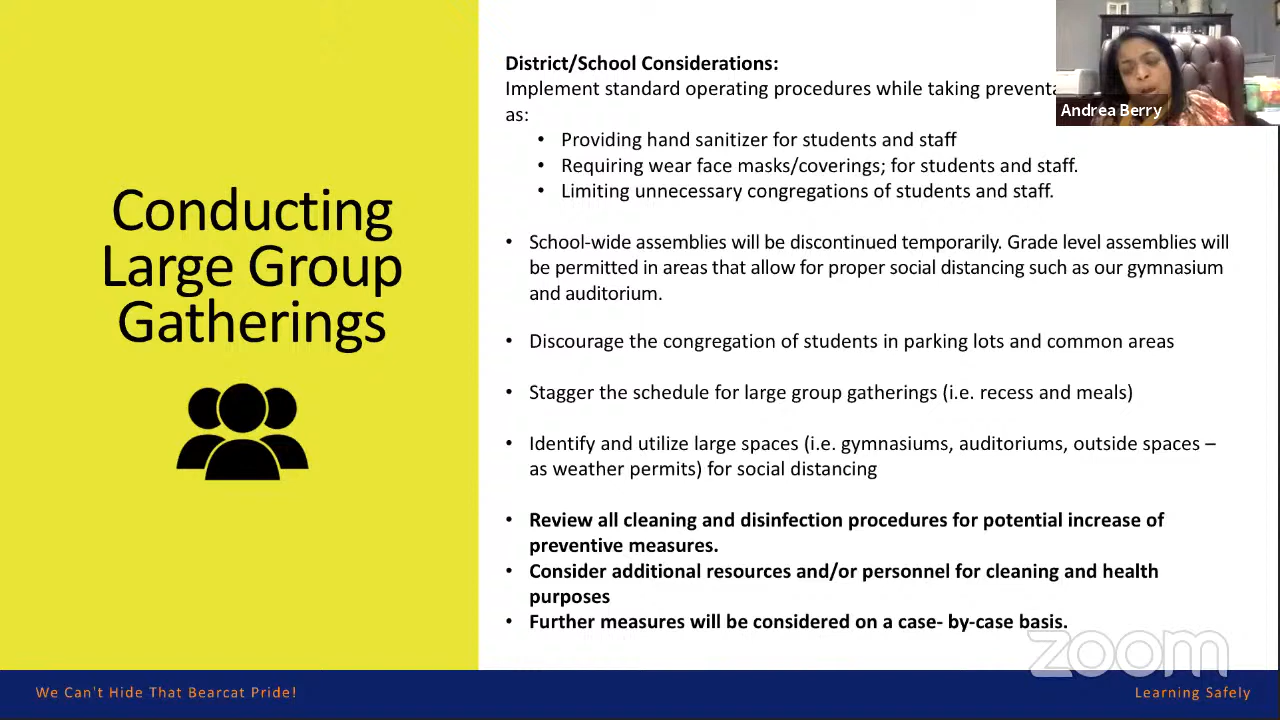 Conducting
Large Group
Gatherings
District/School Considerations:
Implement standard operating procedures while taking
as:
• Providing hand sanitizer for students and staff
• Requiring wear face masks/coverings; for students and staff.
• Limiting unnecessary congregations of students and staff.
• School-wide assemblies will be discontinued temporarily. Grade level assemblies will
be permitted in areas that allow for proper social distancing such as our gymnasium
and auditorium.
• Discourage the congregation of students in parking lots and common areas
• Stagger the schedule for large group gatherings (i.e. recess and meals)
• Identify and utilize large spaces (i.e. gymnasiums, auditoriums, outside spaces –
as weather permits) for social distancing
• Review all cleaning and disinfection procedures for potential increase of
preventive measures.
• Consider additional resources and/or personnel for cleaning and health
purposes
• Further measures will be considered on a case- by-case basis.
Andrea Berry
zoom
We Can't Hide That Bearcat Pride!
Learning Safely